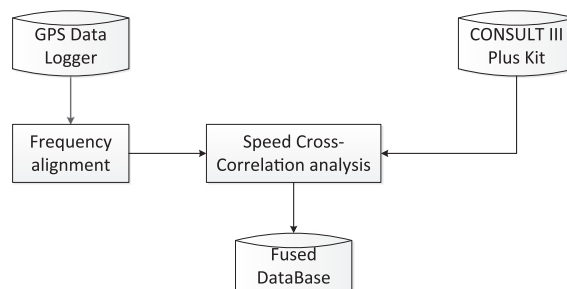 GPS Data
Logger
CONSULT III
Plus Kit
Frequency
alignment
Speed Cross-
Correlation analysis
Fused
DataBase